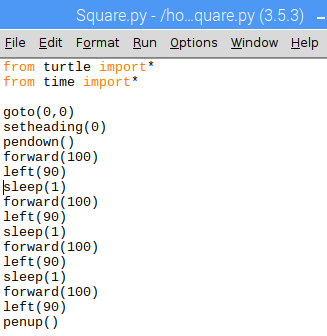 Square.py - /ho...quare.py (3.5.3)
File Edit Format Run Options Window Help
from turtle import*
from time import*

goto(0,0)
setheading(0)
pendown()
forward(100)
left(90)
sleep(1)
forward(100)
left(90)
sleep(1)
forward(100)
left(90)
sleep(1)
forward(100)
left(90)
penup()